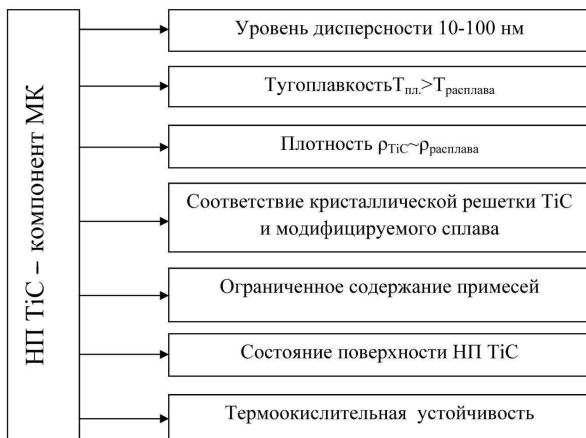 НП TiC – компонент МК
Уровень дисперсности 10-100 нм
ТугоплавкостьTпл.>Tрасплава
Плотность ρTiC~ρрасплава
Соответствие кристаллической решетки TiC
и модифицируемого сплава
Ограниченное содержание примесей
Состояние поверхности НП TiC
Термоокислительная устойчивость